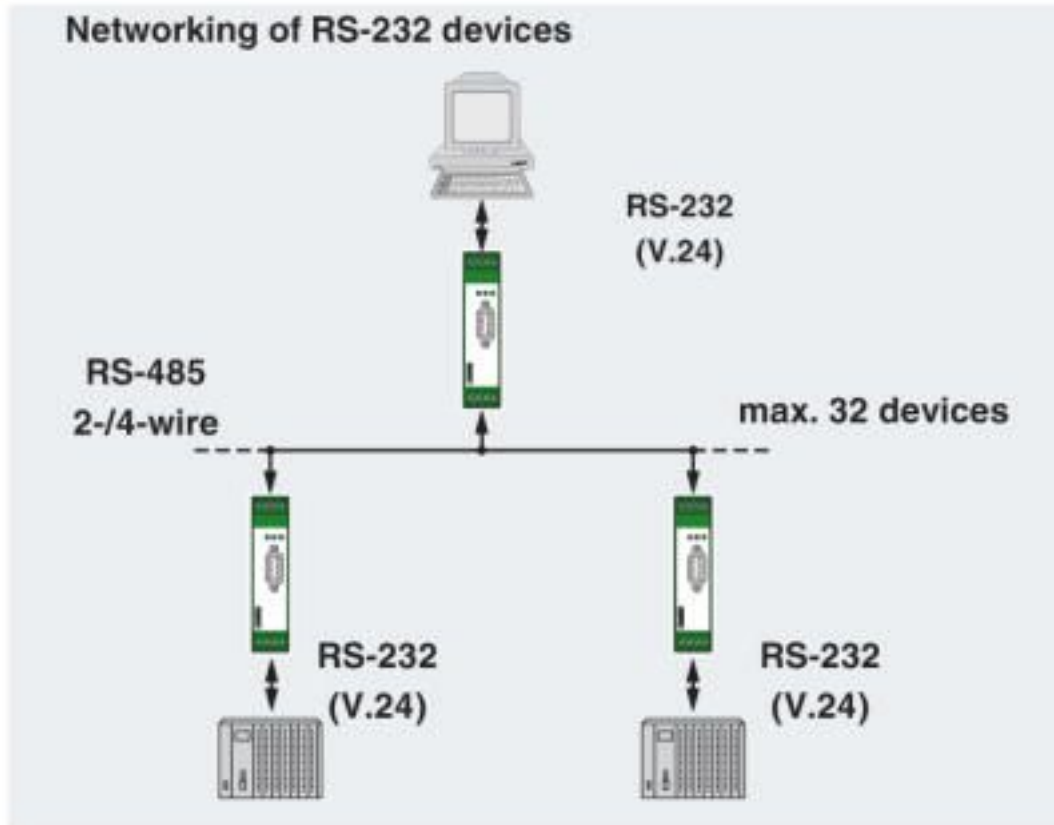 Networking of RS-232 devices
RS-232
(V.24)
RS-485
2-/4-wire
max. 32 devices
RS-232
(V.24)
RS-232
(V.24)